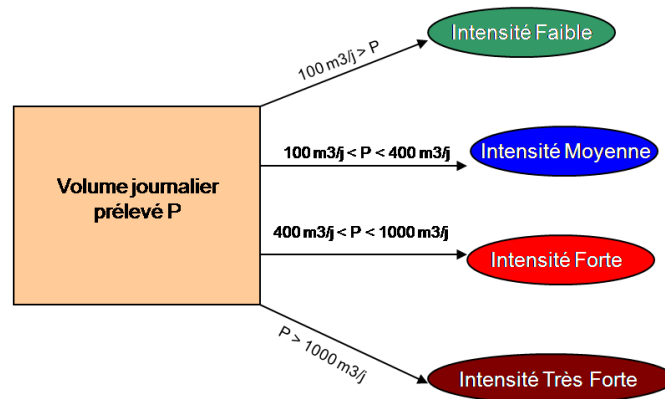 Intensité Faible
100 m3/j > P
100 m3/j < P < 400 m3/j
Intensité Moyenne
Volume journalier
prélevé P
400 m3/j < P < 1000 m3/j
Intensité Forte
P > 1000 m3/j
Intensité Très Forte